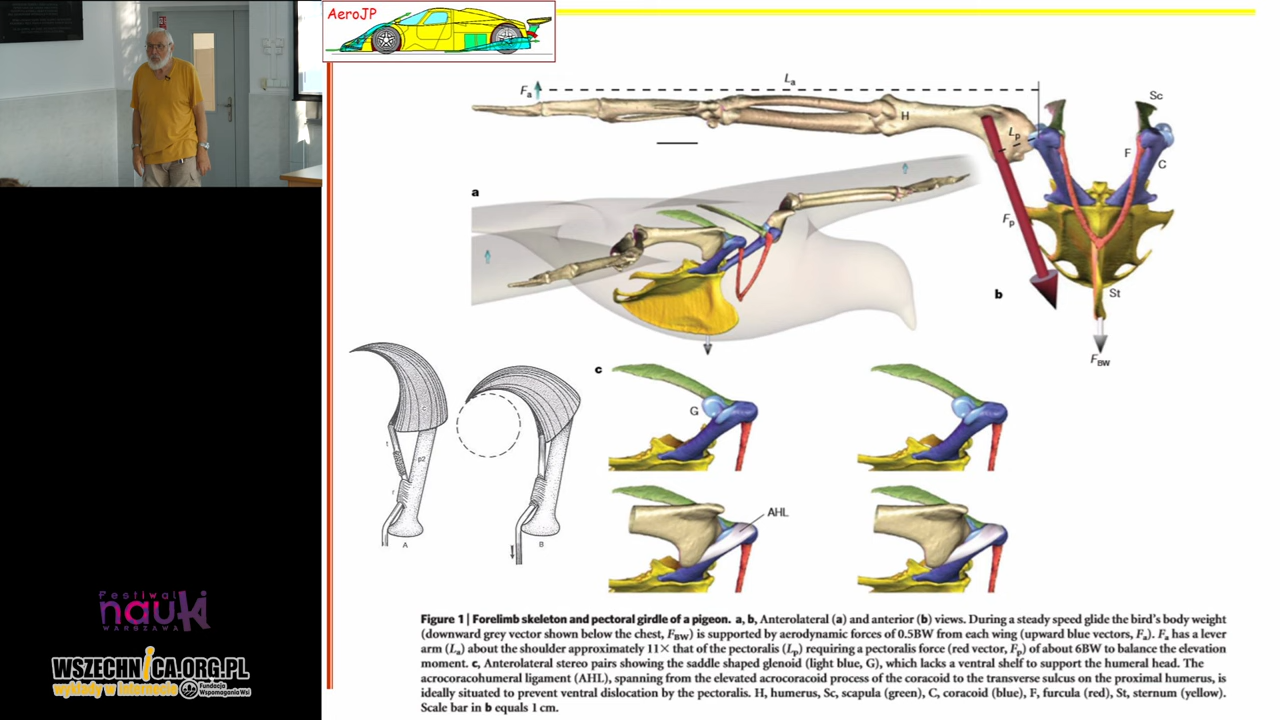 AeroJP
Fa
La
Sc
H
Lp
F
C
a
Fp
b
St
FBW
c
G
t
p2
r
A
B
AHL
Figure 1 | Forelimb skeleton and pectoral girdle of a pigeon. a, b, Anterolateral (a) and anterior (b) views. During a steady speed glide the bird's body weight
(downward grey vector shown below the chest, FBW) is supported by aerodynamic forces of 0.5BW from each wing (upward blue vectors, Fa). Fa has a lever
arm (La) about the shoulder approximately 11× that of the pectoralis (Lp) requiring a pectoralis force (red vector, Fp) of about 6BW to balance the elevation
moment. c, Anterolateral stereo pairs showing the saddle shaped glenoid (light blue, G), which lacks a ventral shelf to support the humeral head. The
acrocoracohumeral ligament (AHL), spanning from the elevated acrocoracoid process of the coracoid to the transverse sulcus on the proximal humerus, is
ideally situated to prevent ventral dislocation by the pectoralis. H, humerus, Sc, scapula (green), C, coracoid (blue), F, furcula (red), St, sternum (yellow).
Scale bar in b equals 1 cm.
Festiwal
nauki
WARSZAWA
WSZECHNICA.ORG.PL
wykłady w internecie
Fundacja
WspomaganiaWsi